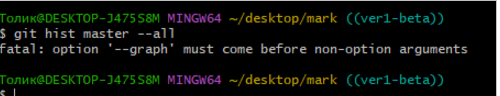 Толик@DESKTOP-J475S8M MINGW64 ~/desktop/mark ((ver1-beta))
$ git hist master --all
fatal: option '--graph' must come before non-option arguments
Толик@DESKTOP-J475S8M MINGW64 ~/desktop/mark ((ver1-beta))
$